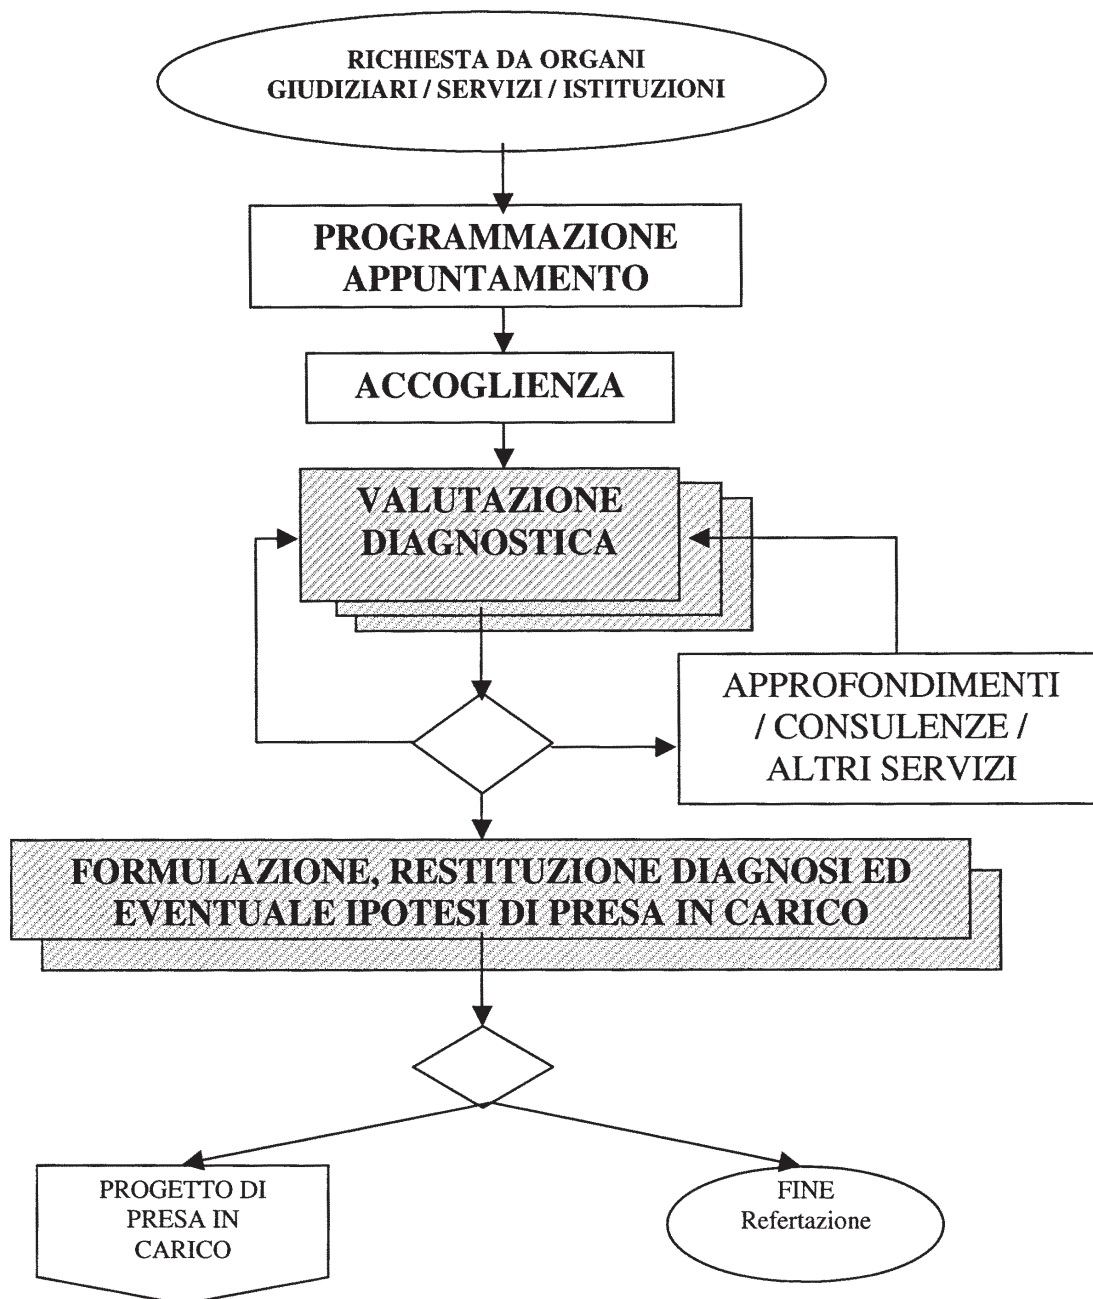 RICHIESTA DA ORGANI
GIUDIZIARI / SERVIZI / ISTITUZIONI
PROGRAMMAZIONE
APPUNTAMENTO
ACCOGLIENZA
VALUTAZIONE
DIAGNOSTICA
APPROFONDIMENTI
/ CONSULENZE /
ALTRI SERVIZI
FORMULAZIONE, RESTITUZIONE DIAGNOSI ED
EVENTUALE IPOTESI DI PRESA IN CARICO
PROGETTO DI
PRESA IN
CARICO
FINE
Refertazione